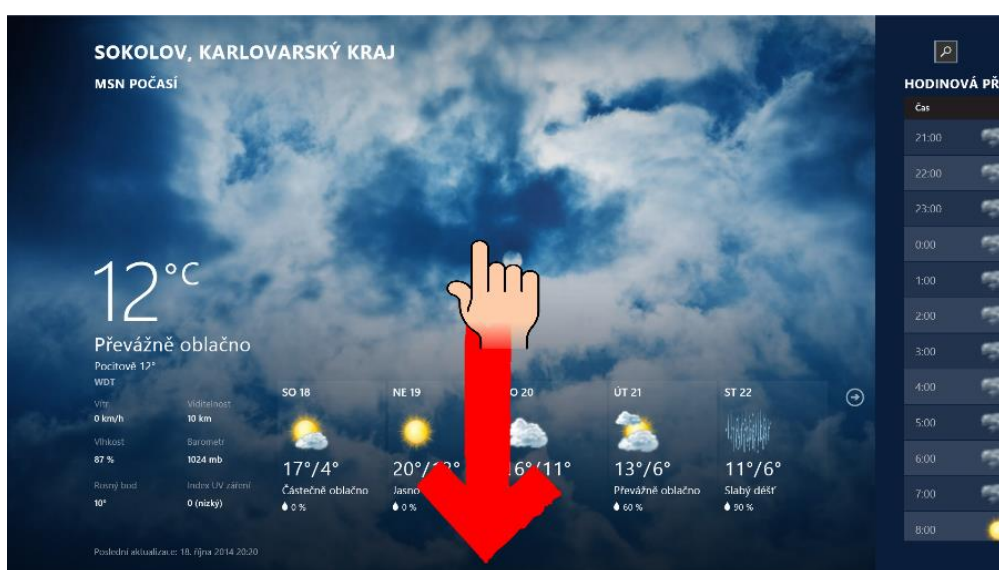 SOKOLOV, KARLOVARSKÝ KRAJ
MSN POČASÍ
12°C
Převážně oblačno
Pocitově 12°
WDT
Vítr
Viditelnost
0 km/h
10 km
Vlhkost
Barometr
87 %
1024 mb
Rosný bod
Index UV záření
10°
0 (nízký)
SO 18
17°/4°
Částečně oblačno
0 %
NE 19
20°/
Jasno
0 %
20
16°/11°
ÚT 21
13°/6°
Převážně oblačno
60 %
ST 22
11°/6°
Slabý déšť
90 %
Poslední aktualizace: 18. října 2014 20:20
HODINOVÁ PŘ
Čas
21:00
22:00
23:00
0:00
1:00
2:00
3:00
4:00
5:00
6:00
7:00
8:00